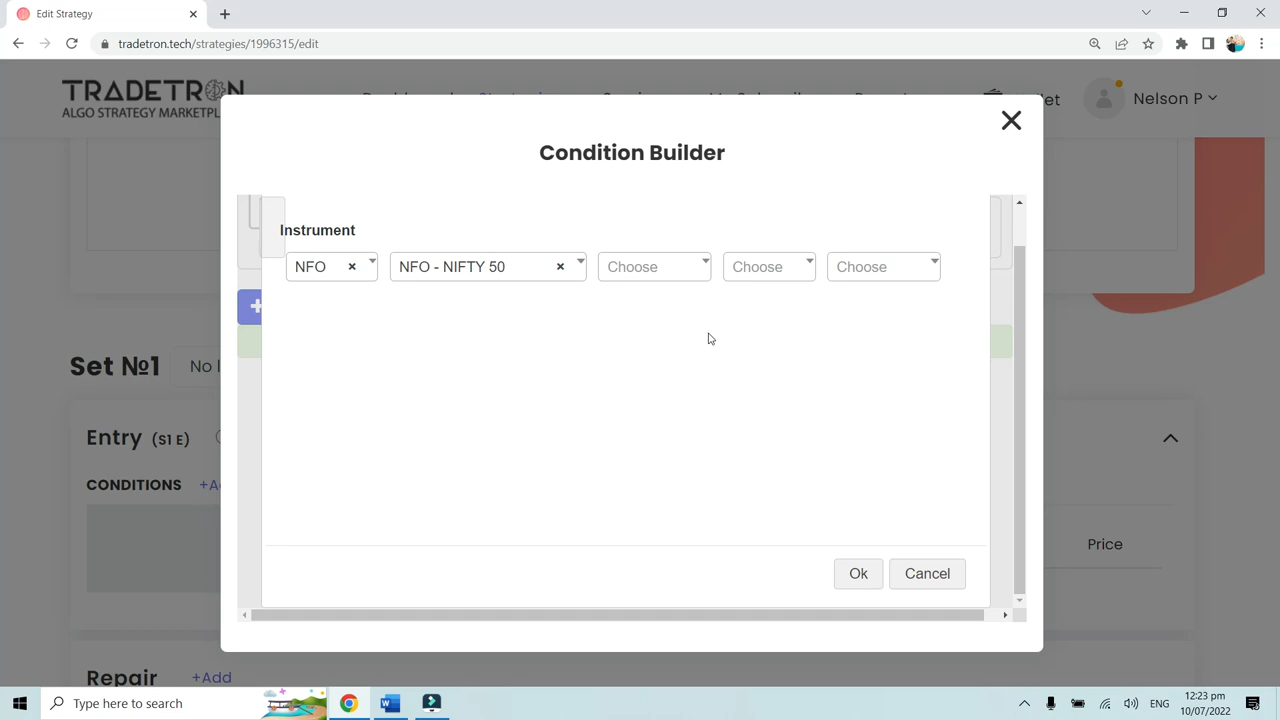 Edit Strategy
tradetron.tech/strategies/1996315/edit
TRADETRON
ALGO STRATEGY MARKETPL
Nelson P
Condition Builder
Instrument
NFO × NFO - NIFTY 50 × Choose Choose Choose
Set №1
Entry (S1 E)
CONDITIONS
Price
Ok Cancel
Repair +Add
Type here to search
ENG
12:23 pm
10/07/2022